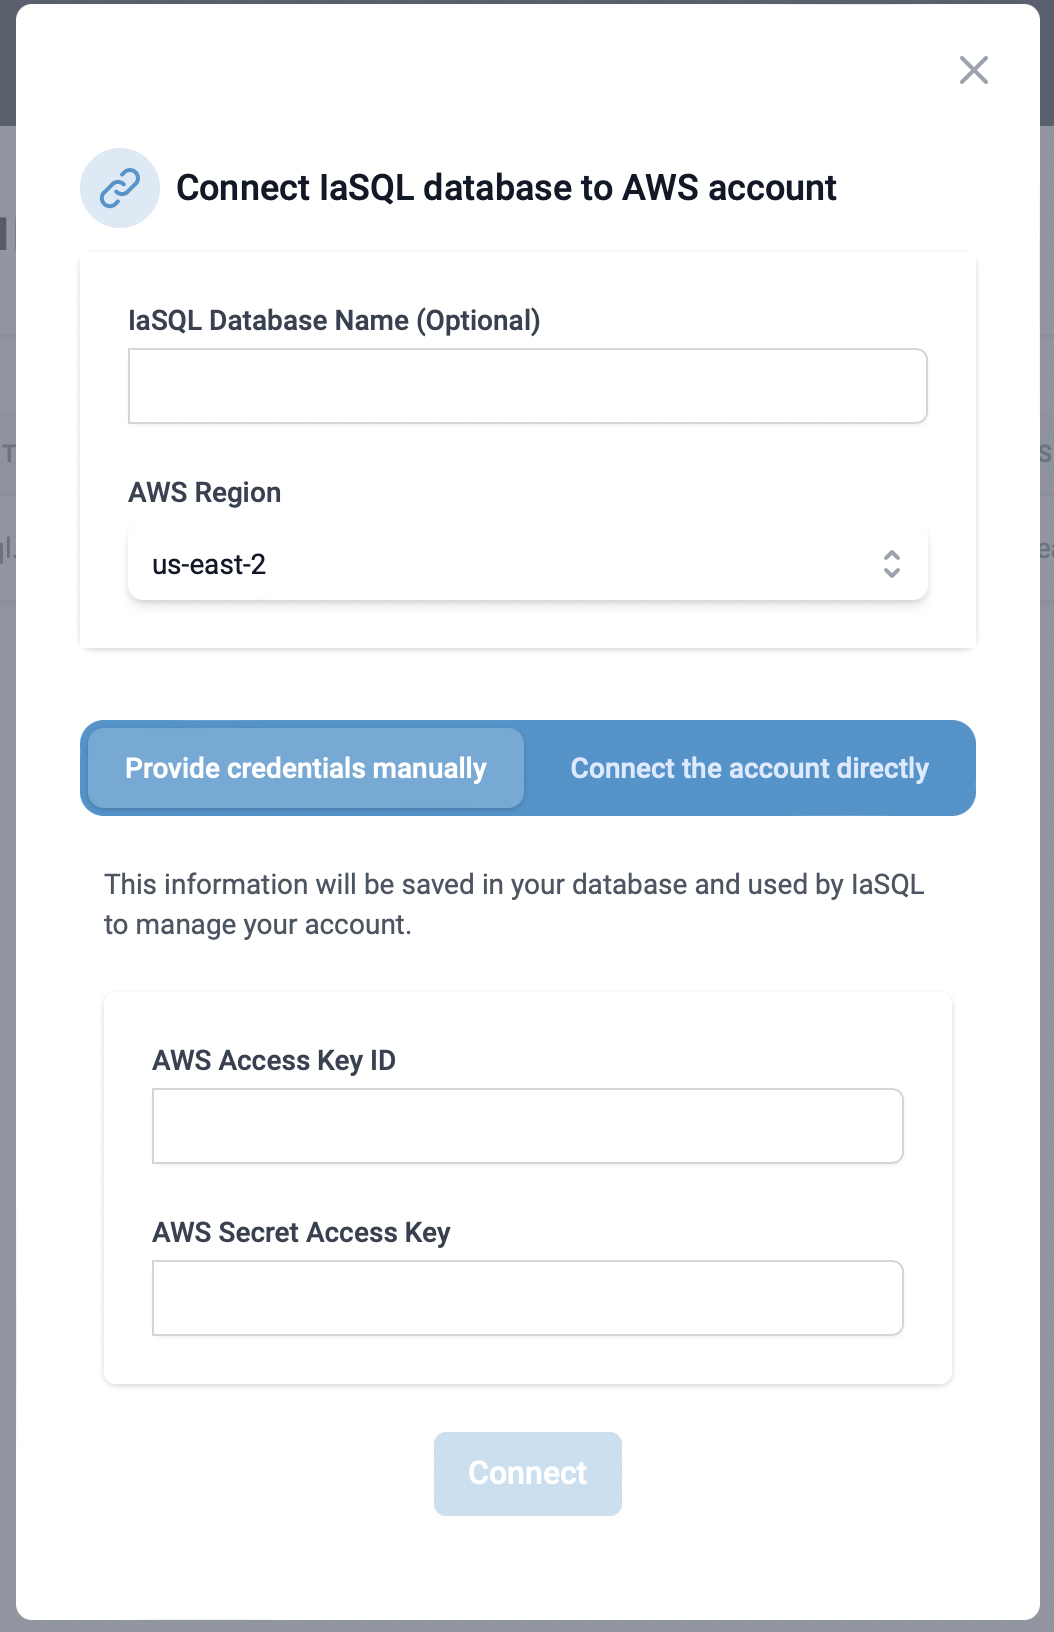 Connect IaSQL database to AWS account
IaSQL Database Name (Optional)
AWS Region
us-east-2
Provide credentials manually
Connect the account directly
This information will be saved in your database and used by IaSQL
to manage your account.
AWS Access Key ID
AWS Secret Access Key
Connect